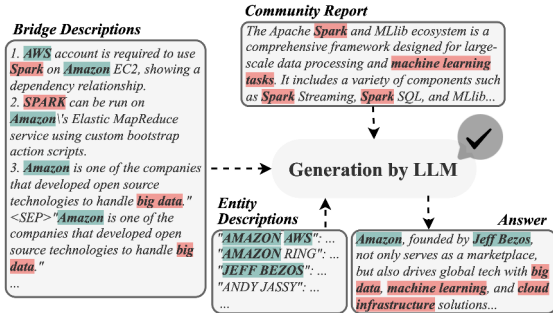 Bridge Descriptions
1. AWS account is required to use
Spark on Amazon EC2, showing a
dependency relationship.
2. SPARK can be run on
Amazon\'s Elastic MapReduce
service using custom bootstrap
action scripts.
3. Amazon is one of the companies
that developed open source
technologies to handle big data."
<SEP>"Amazon is one of the
companies that developed open
source technologies to handle big
data."
...
Community Report
The Apache Spark and MLlib ecosystem is a
comprehensive framework designed for large-
scale data processing and machine learning
tasks. It includes a variety of components such
as Spark Streaming, Spark SQL, and MLlib...
Generation by LLM
Entity
Descriptions
"AMAZON AWS": ...
"AMAZON RING": ...
"JEFF BEZOS": ...
"ANDY JASSY": ...
...
Answer
Amazon, founded by Jeff Bezos,
not only serves as a marketplace,
but also drives global tech with big
data, machine learning, and cloud
infrastructure solutions...